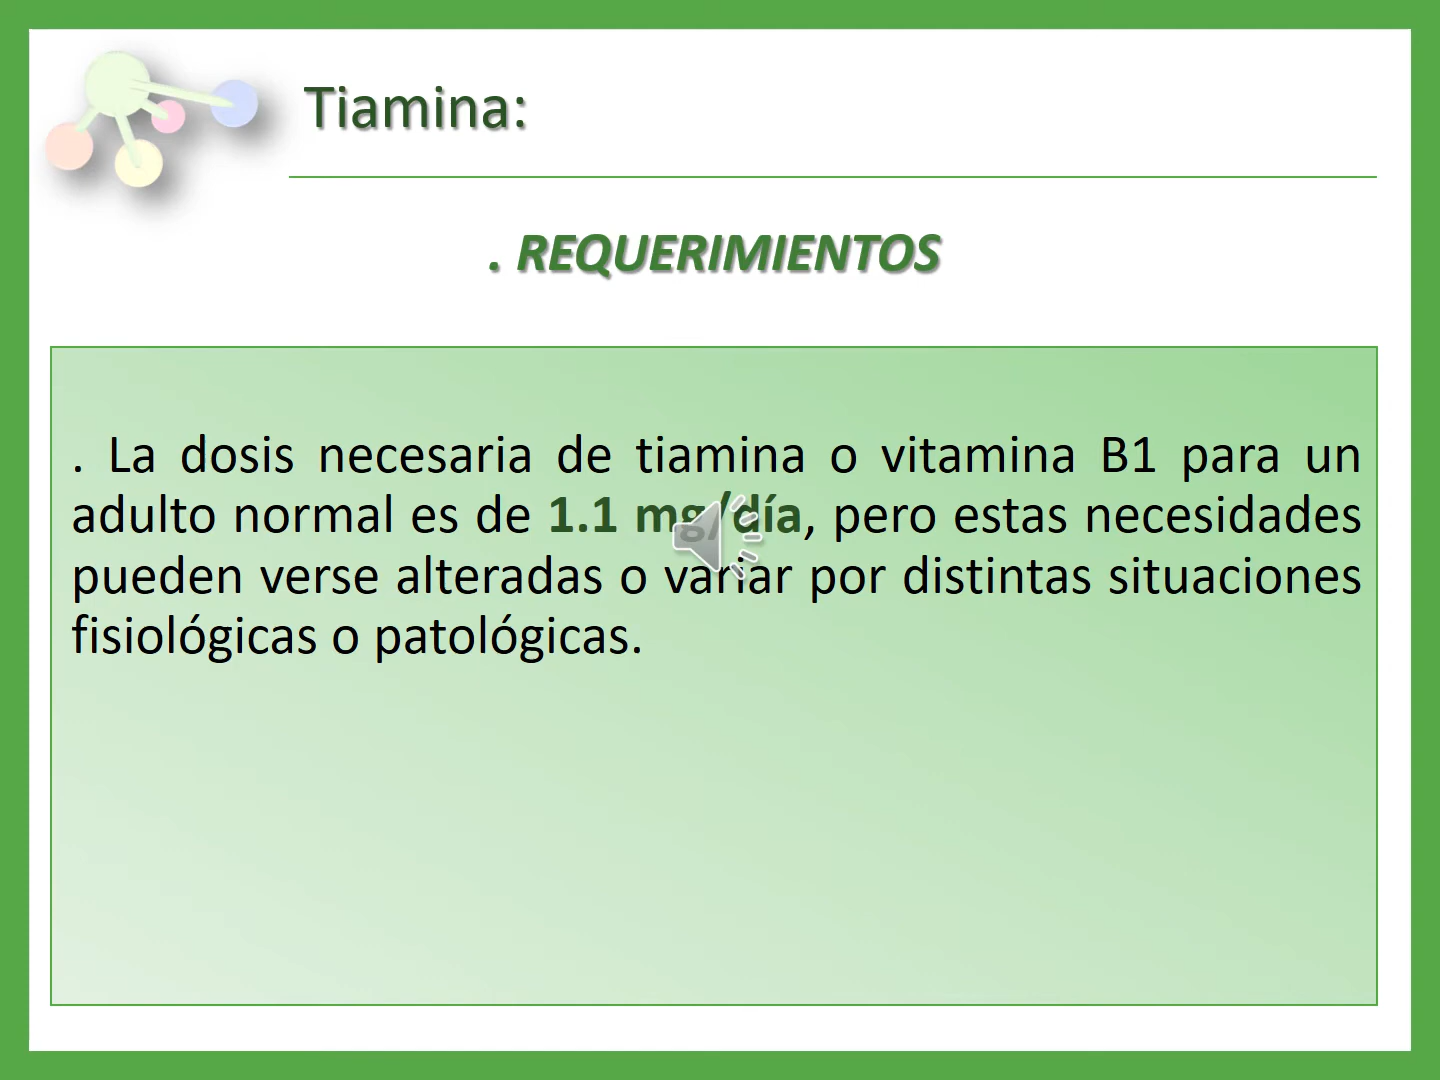 Tiamina:
. REQUERIMIENTOS
. La dosis necesaria de tiamina o vitamina B1 para un
adulto normal es de 1.1 mg/día, pero estas necesidades
pueden verse alteradas o variar por distintas situaciones
fisiológicas o patológicas.